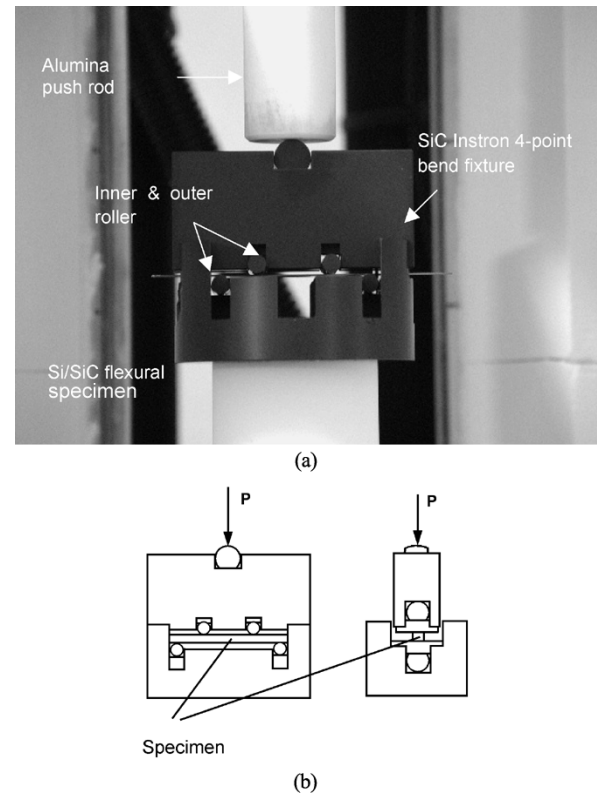 Alumina
push rod
SiC Instron 4-point
bend fixture
Inner & outer
roller
Si/SiC flexural
specimen
(a)
P
P
Specimen
(b)